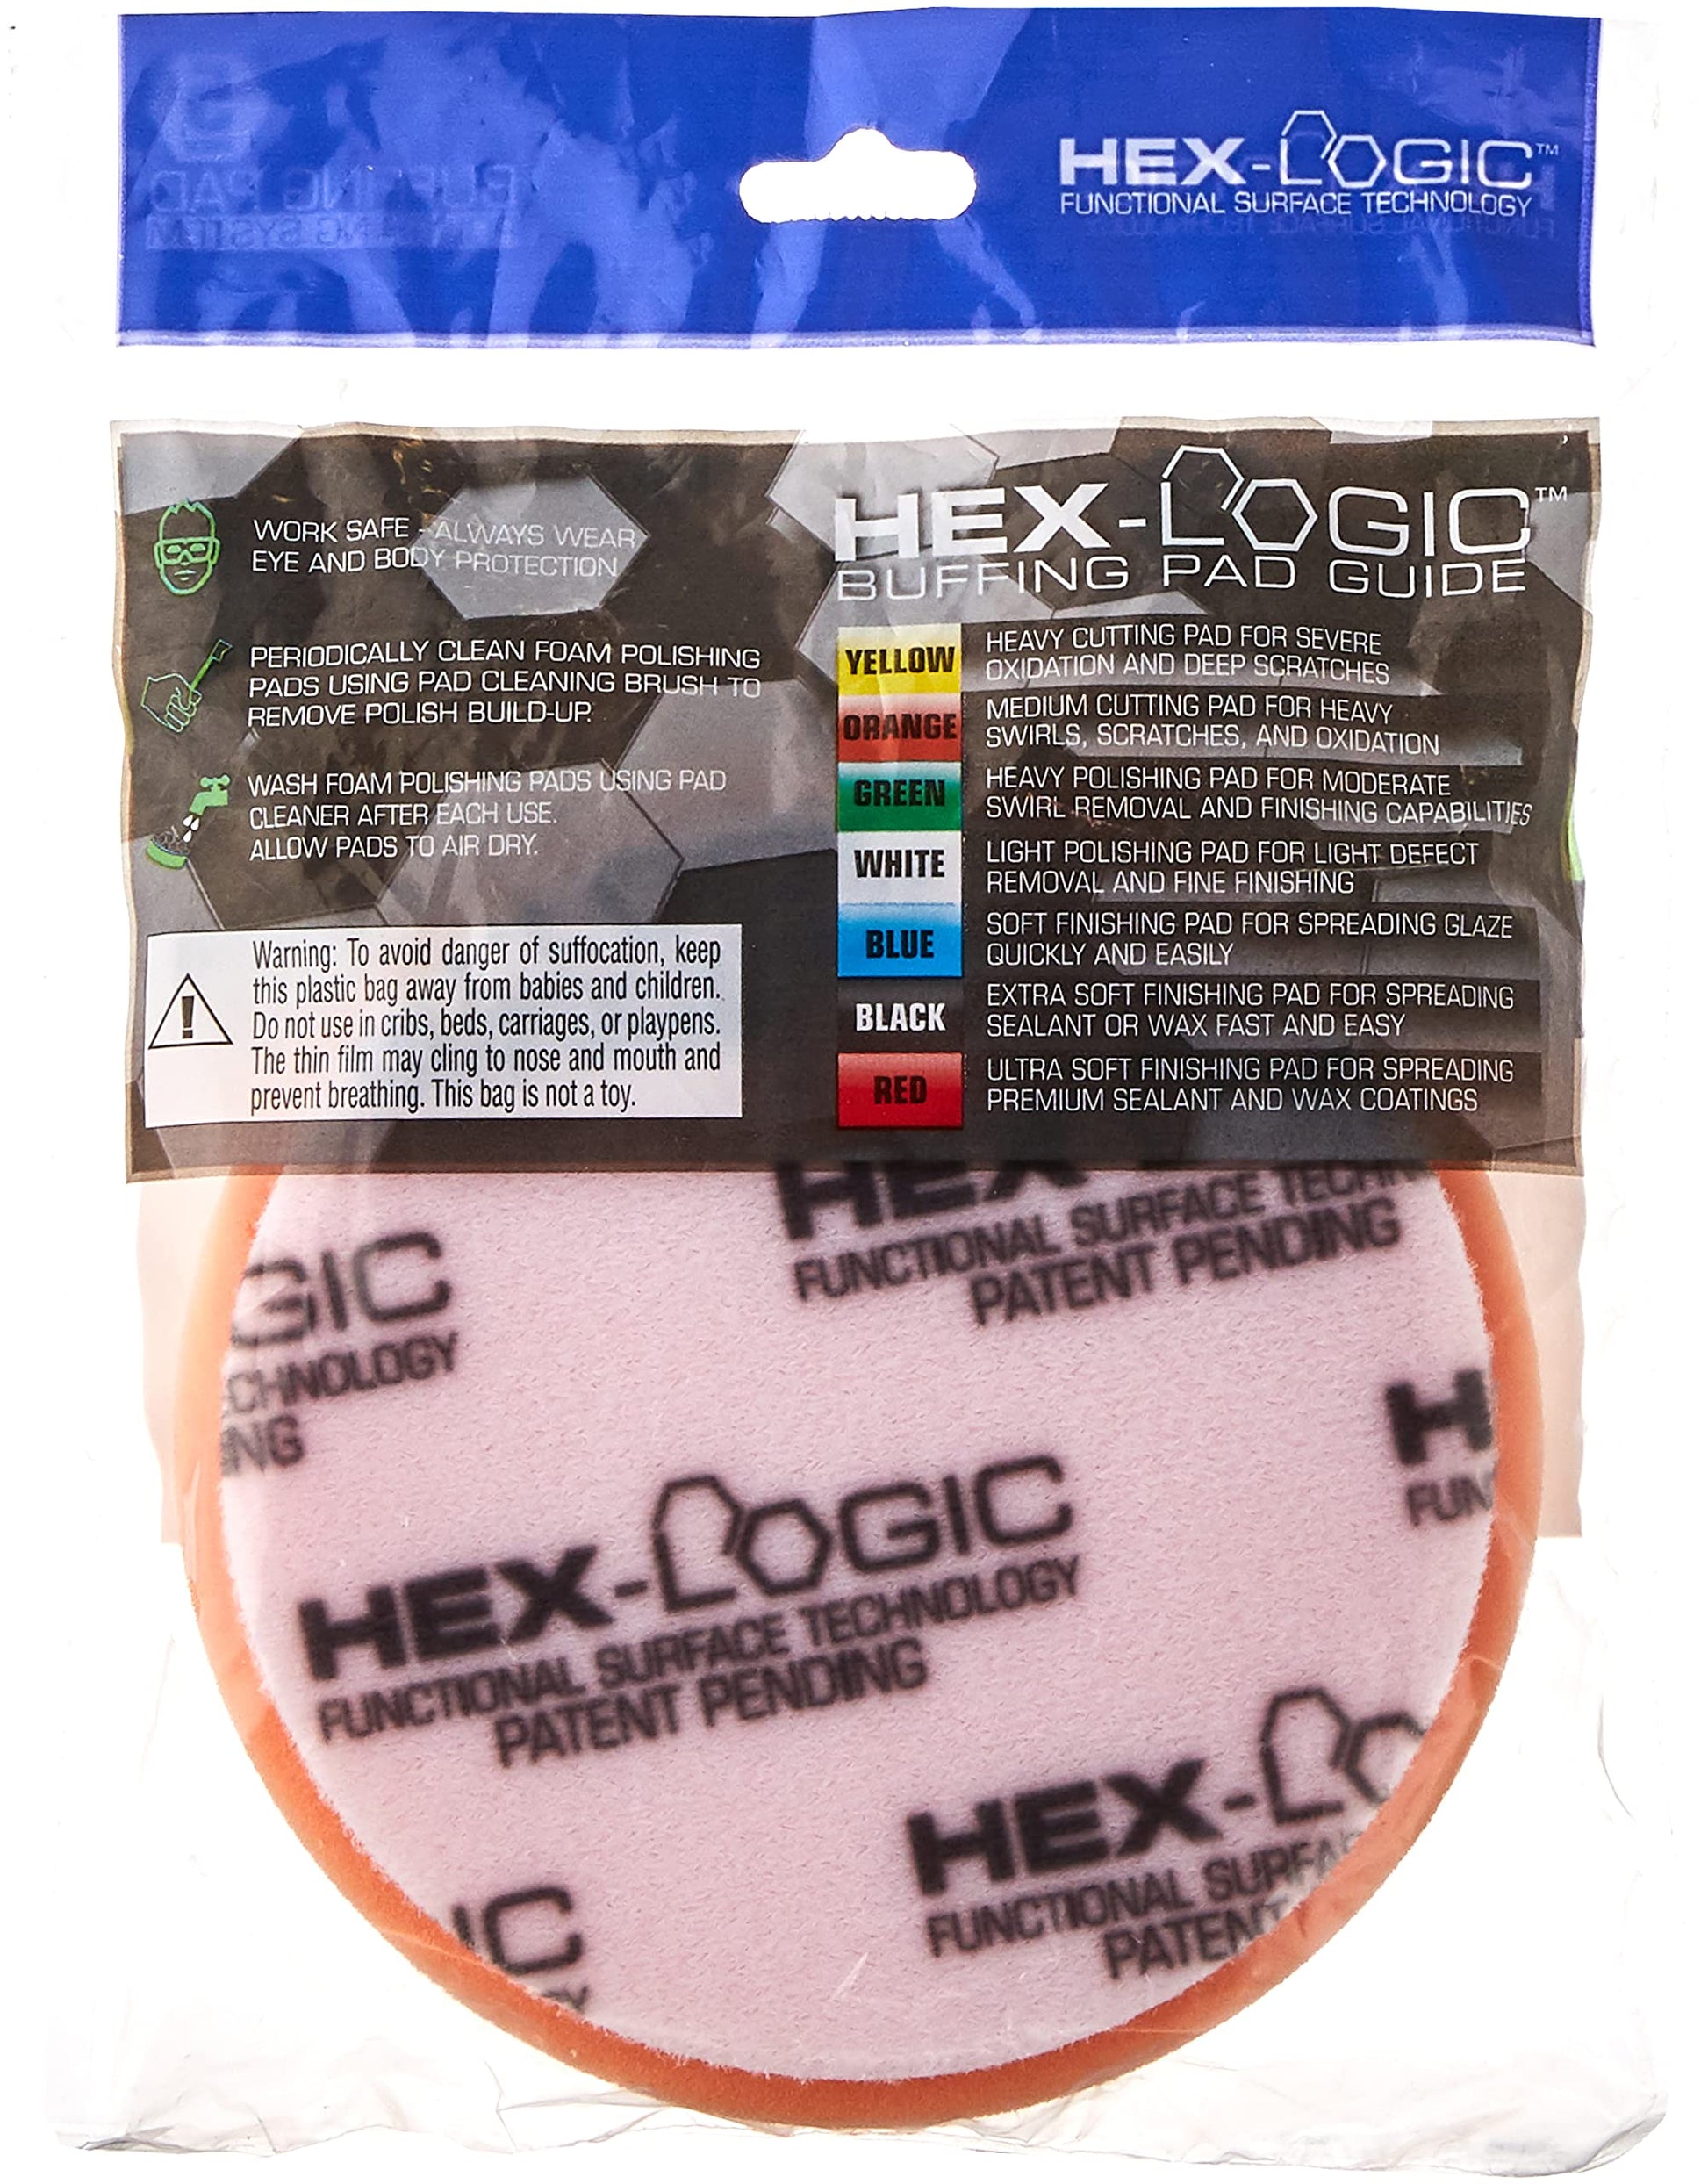 HEX-LOGIC™
FUNCTIONAL SURFACE TECHNOLOGY
WORK SAFE - ALWAYS WEAR
EYE AND BODY PROTECTION
PERIODICALLY CLEAN FOAM POLISHING
PADS USING PAD CLEANING BRUSH TO
REMOVE POLISH BUILD-UP.
WASH FOAM POLISHING PADS USING PAD
CLEANER AFTER EACH USE.
ALLOW PADS TO AIR DRY.
Warning: To avoid danger of suffocation, keep
this plastic bag away from babies and children.
Do not use in cribs, beds, carriages, or playpens.
The thin film may cling to nose and mouth and
prevent breathing. This bag is not a toy.
HEX-LOGIC™
BUFFING PAD GUIDE
YELLOW
HEAVY CUTTING PAD FOR SEVERE
OXIDATION AND DEEP SCRATCHES
ORANGE
MEDIUM CUTTING PAD FOR HEAVY
SWIRLS, SCRATCHES, AND OXIDATION
GREEN
HEAVY POLISHING PAD FOR MODERATE
SWIRL REMOVAL AND FINISHING CAPABILITIES
WHITE
LIGHT POLISHING PAD FOR LIGHT DEFECT
REMOVAL AND FINE FINISHING
BLUE
SOFT FINISHING PAD FOR SPREADING GLAZE
QUICKLY AND EASILY
BLACK
EXTRA SOFT FINISHING PAD FOR SPREADING
SEALANT OR WAX FAST AND EASY
RED
ULTRA SOFT FINISHING PAD FOR SPREADING
PREMIUM SEALANT AND WAX COATINGS
HEX
FUNCTIONAL SURFACE TECHN
PATENT PENDING
GIC
CHNOLOGY
NG
H
FUN
HEX-LOGIC
FUNCTIONAL SURFACE TECHNOLOGY
PATENT PENDING
HEX-LO
FUNCTIONAL SURFA
PATENT
IC
GY